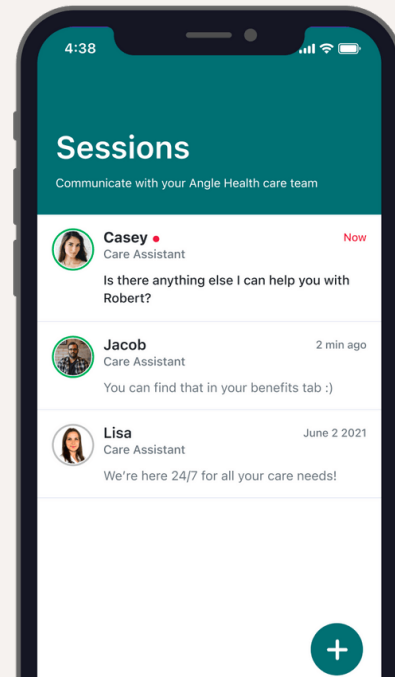 4:38
Sessions
Communicate with your Angle Health care team
Casey
Now
Care Assistant
Is there anything else I can help you with
Robert?
Jacob
2 min ago
Care Assistant
You can find that in your benefits tab :)
Lisa
June 2 2021
Care Assistant
We're here 24/7 for all your care needs!
+